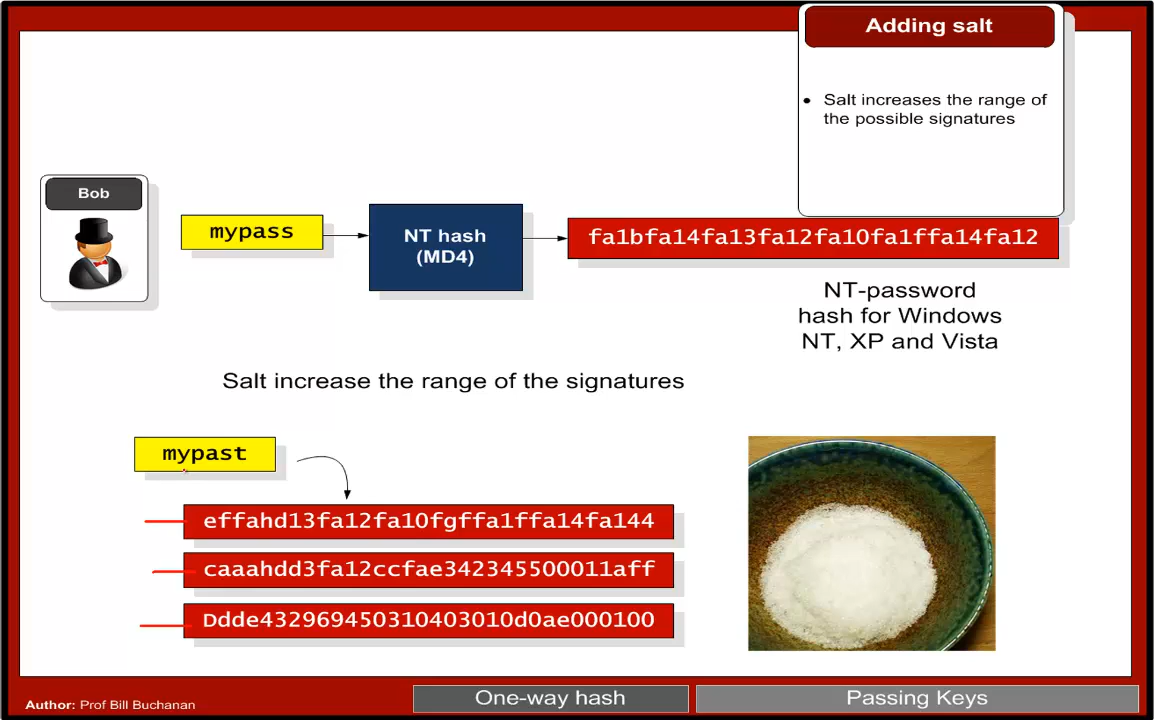 Adding salt
• Salt increases the range of
the possible signatures
Bob
mypass
NT hash
(MD4)
fa1bfa14fa13fa12fa10fa1ffa14fa12
NT-password
hash for Windows
NT, XP and Vista
Salt increase the range of the signatures
mypast
effahd13fa12fa10fgffa1ffa14fa144
caaahdd3fa12ccfae342345500011aff
Ddde432969450310403010d0ae000100
Author: Prof Bill Buchanan
One-way hash
Passing Keys